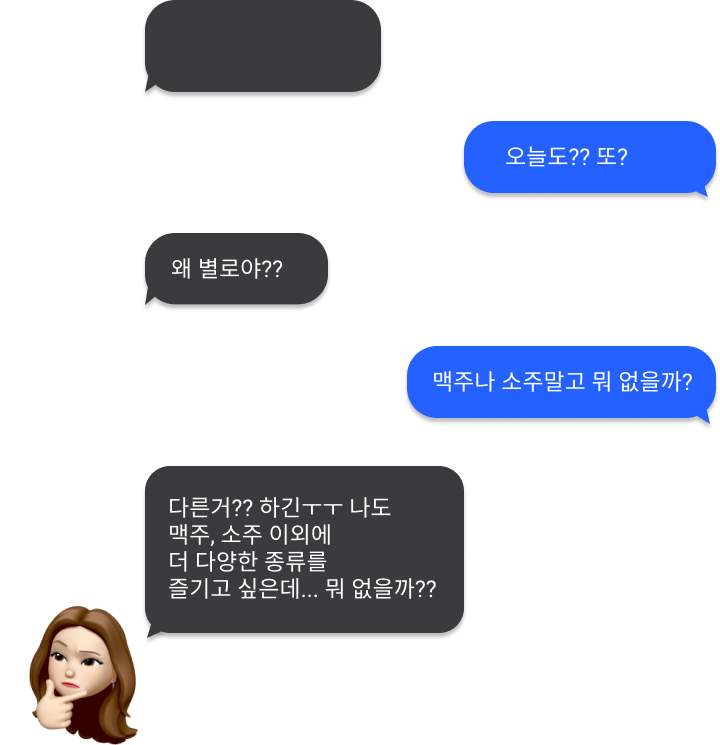 오늘도?? 또?
왜 별로야??
맥주나 소주말고 뭐 없을까?
다른거?? 하긴ㅜㅜ 나도
맥주, 소주 이외에
더 다양한 종류를
즐기고 싶은데... 뭐 없을까??